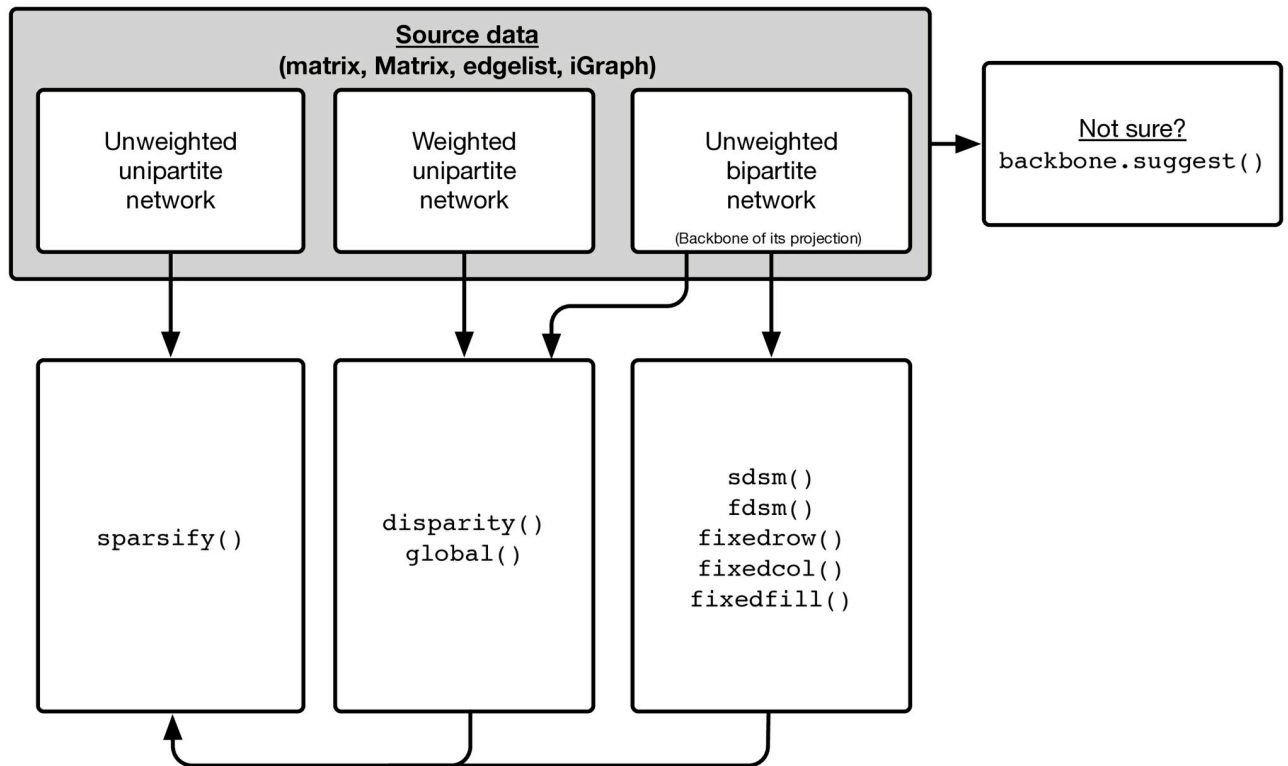 Source data
(matrix, Matrix, edgelist, iGraph)
Unweighted
unipartite
network
Weighted
unipartite
network
Unweighted
bipartite
network
(Backbone of its projection)
Not sure?
backbone.suggest()
sparsify()
disparity()
global()
sdsm()
fdsm()
fixedrow()
fixedcol()
fixedfill()